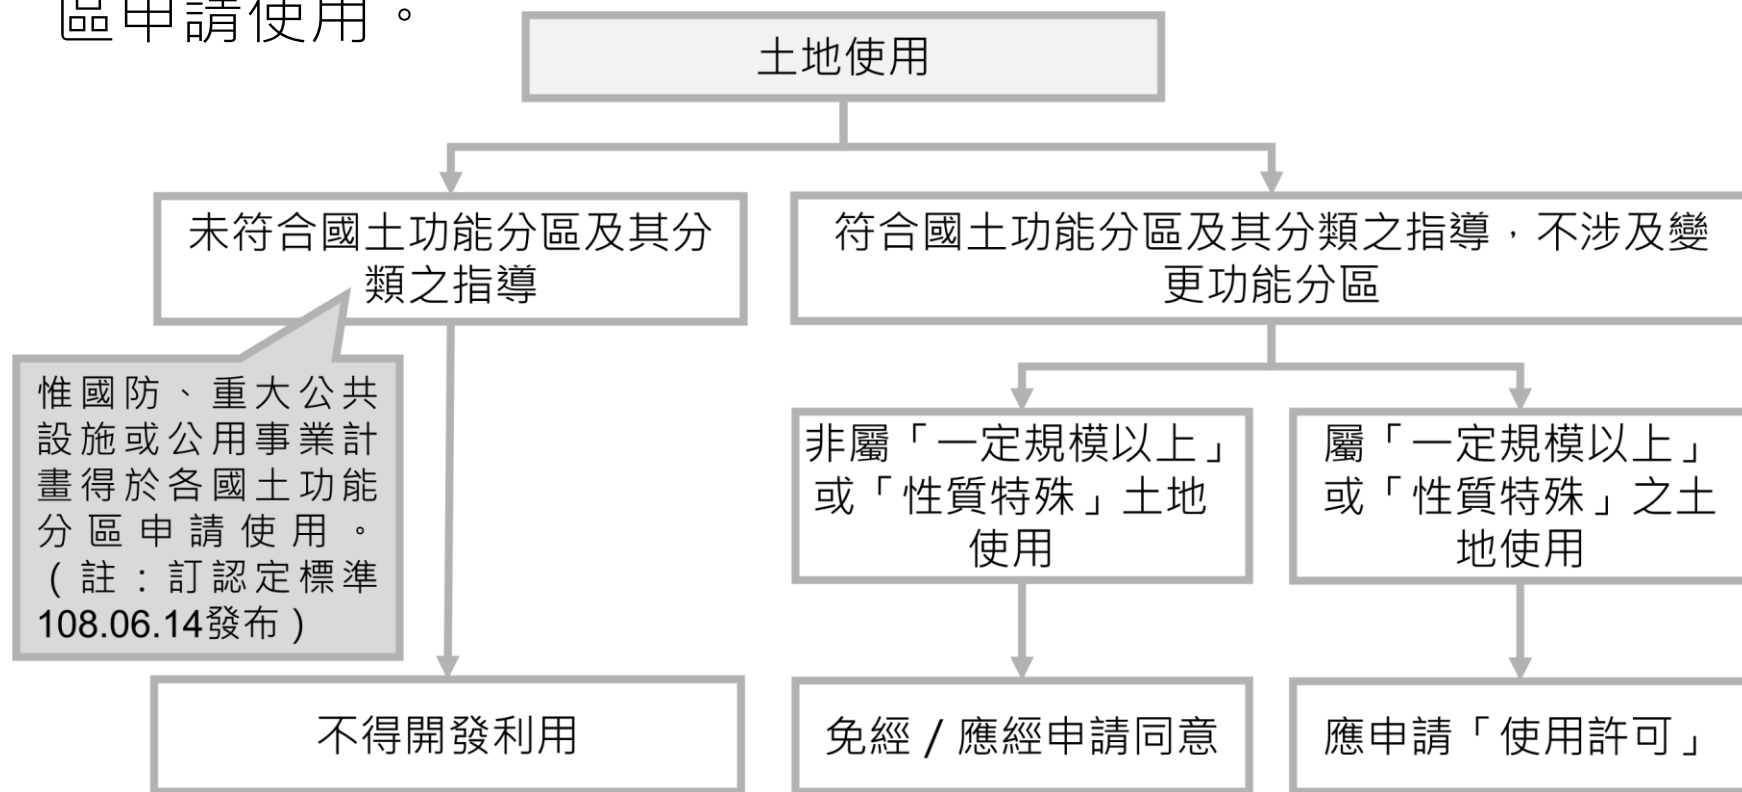 區申請使用。
土地使用
未符合國土功能分區及其分
類之指導
符合國土功能分區及其分類之指導，不涉及變
更功能分區
惟國防、重大公共
設施或公用事業計
畫得於各國土功能
分區申請使用。
(註：訂認定標準
108.06.14發布)
非屬「一定規模以上」
或「性質特殊」土地
使用
屬「一定規模以上」
或「性質特殊」之土
地使用
不得開發利用
免經/應經申請同意
應申請「使用許可」